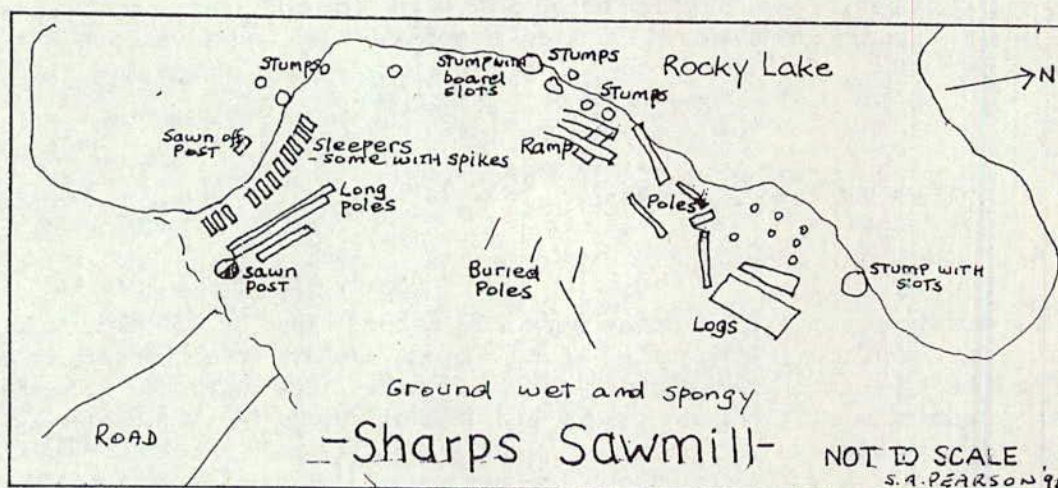 Stumps
Stump with
board
slots
Stumps
Rocky Lake
N
Stumps
Sawn off
Post
Sleepers
- some with spikes
Ramp
Long
poles
Poles
Sawn
Post
Buried
Poles
Stump with
slots
Logs
Ground wet and spongy
ROAD
-Sharps Sawmill-
NOT TO SCALE
S.A. PEARSON